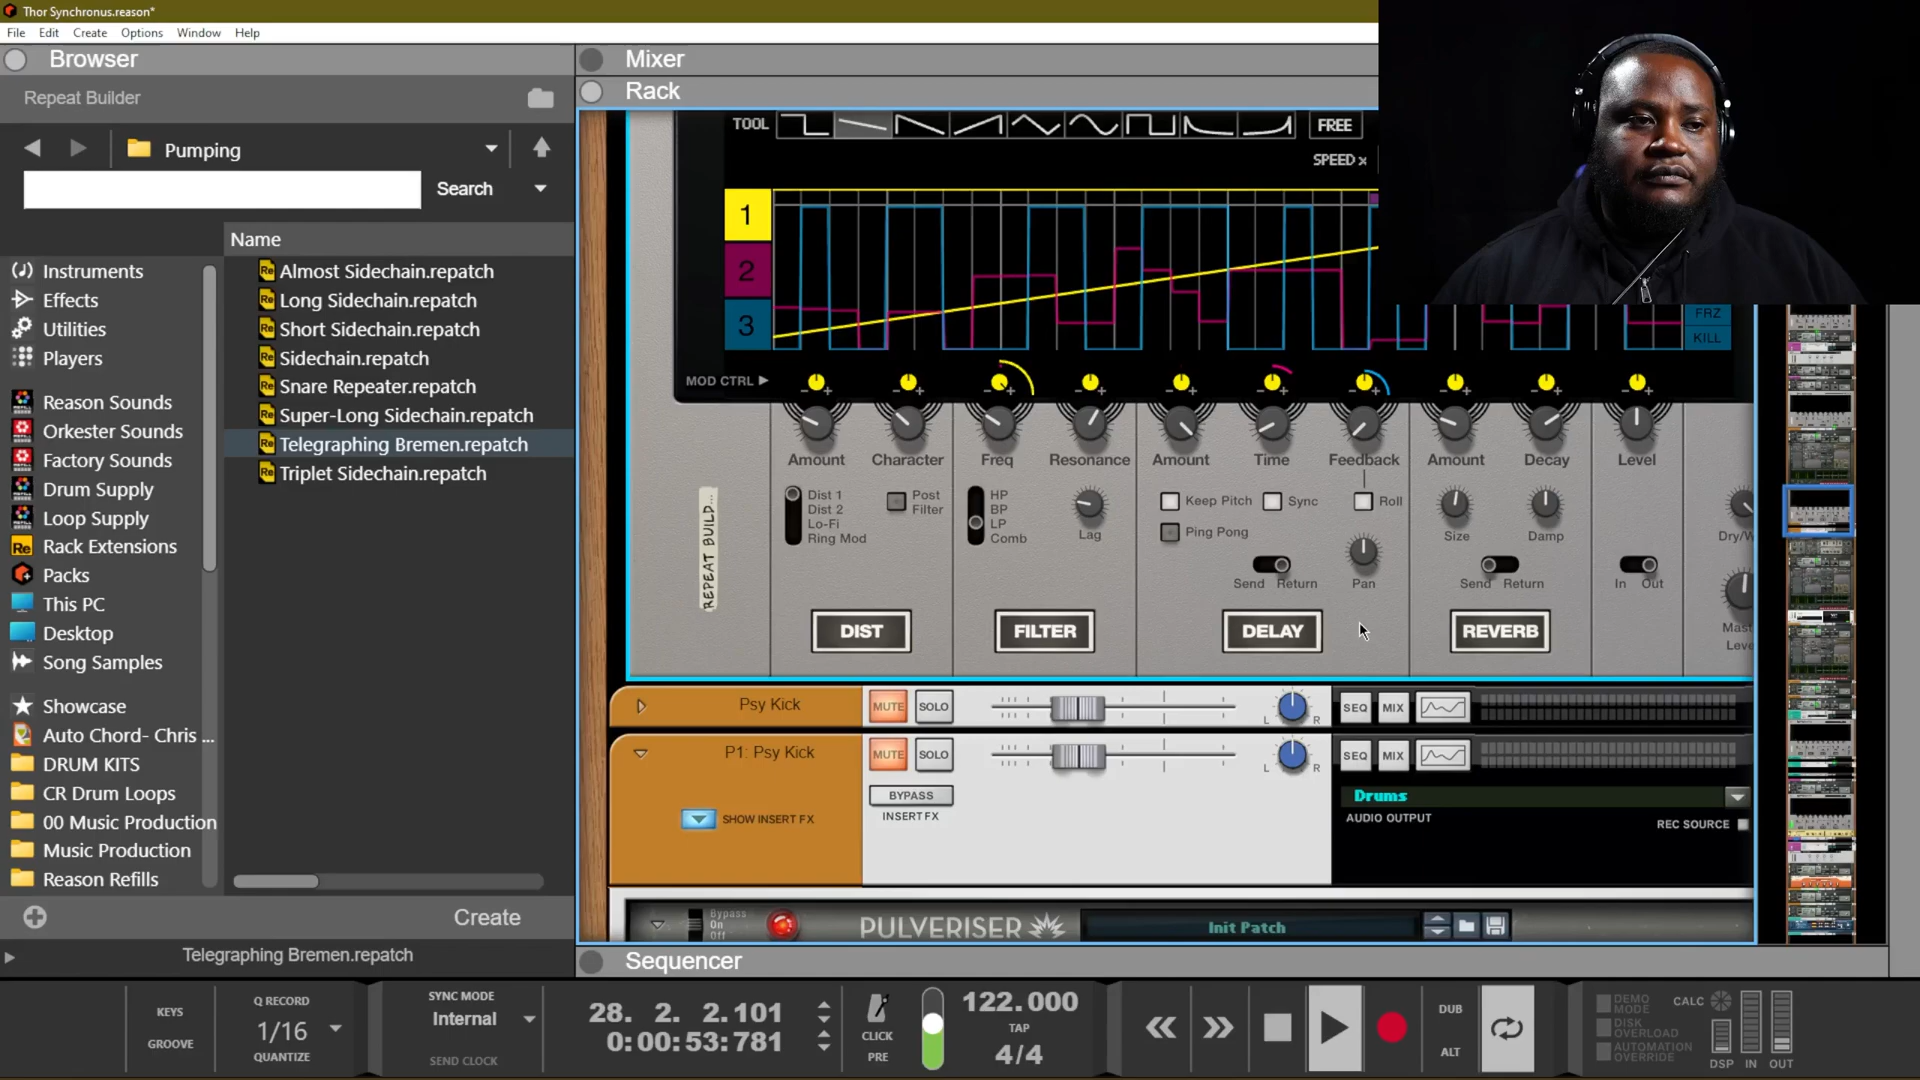 Thor Synchronus.reason*
File Edit Create Options Window Help
Browser
Repeat Builder
Pumping
Search
Name
Instruments
Effects
Utilities
Players
Reason Sounds
Orkester Sounds
Factory Sounds
Drum Supply
Loop Supply
Rack Extensions
Packs
This PC
Desktop
Song Samples
Showcase
Auto Chord- Chris ...
DRUM KITS
CR Drum Loops
00 Music Production
Music Production
Reason Refills
Almost Sidechain.repatch
Long Sidechain.repatch
Short Sidechain.repatch
Sidechain.repatch
Snare Repeater.repatch
Super-Long Sidechain.repatch
Telegraphing Bremen.repatch
Triplet Sidechain.repatch
Create
Telegraphing Bremen.repatch
Mixer
Rack
TOOL FREE
SPEED x
1
2
3
FRZ
KILL
MOD CTRL
Amount Character Freq Resonance Amount Time Feedback Amount Decay Level
REPEAT BUILD...
Dist 1
Dist 2
Lo-Fi
Ring Mod
Post
Filter
HP
BP
LP
Comb
Lag
Keep Pitch Sync Roll
Ping Pong
Send Return
Pan
Size Damp
Send Return
In Out
DIST FILTER DELAY REVERB
Psy Kick MUTE SOLO L R SEQ MIX
P1: Psy Kick MUTE SOLO L R SEQ MIX
BYPASS
INSERT FX
SHOW INSERT FX
Drums
AUDIO OUTPUT
REC SOURCE
Bypass
On
Off
PULVERISER
Init Patch
Sequencer
KEYS
GROOVE
Q RECORD
1/16
QUANTIZE
SYNC MODE
Internal
SEND CLOCK
28. 2. 2.101
0:00:53:781
CLICK
PRE
122.000
TAP
4/4
DUB
ALT
DEMO
MODE
DISK
OVERLOAD
AUTOMATION
OVERRIDE
CALC
DSP IN OUT